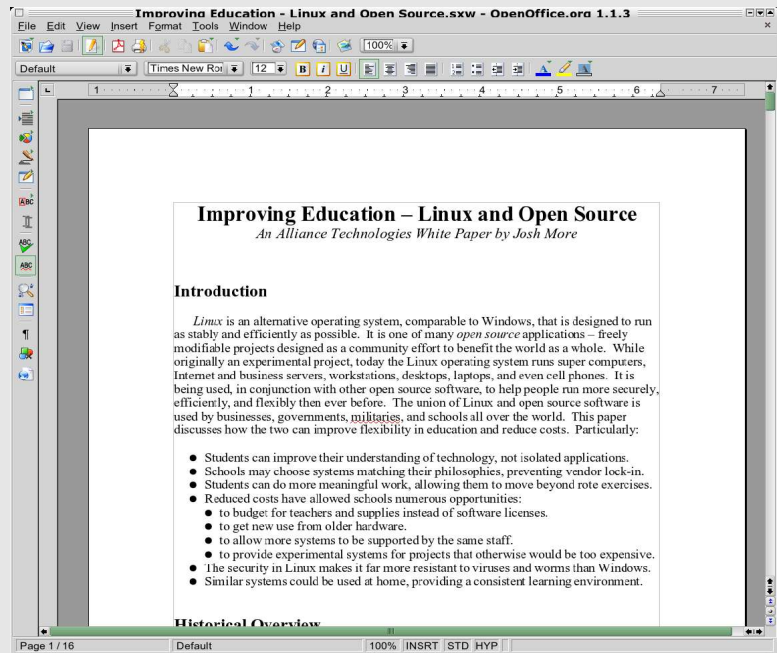 Improving Education - Linux and Open Source.sxw - OpenOffice.org 1.1.3
File Edit View Insert Format Tools Window Help
100%
Default Times New Ror 12 B i U A
1 1 2 3 4 5 6 7
Improving Education – Linux and Open Source
An Alliance Technologies White Paper by Josh More
Introduction
Linux is an alternative operating system, comparable to Windows, that is designed to run
as stably and efficiently as possible. It is one of many open source applications – freely
modifiable projects designed as a community effort to benefit the world as a whole. While
originally an experimental project, today the Linux operating system runs super computers,
Internet and business servers, workstations, desktops, laptops, and even cell phones. It is
being used, in conjunction with other open source software, to help people run more securely,
efficiently, and flexibly then ever before. The union of Linux and open source software is
used by businesses, governments, militaries, and schools all over the world. This paper
discusses how the two can improve flexibility in education and reduce costs. Particularly:
● Students can improve their understanding of technology, not isolated applications.
● Schools may choose systems matching their philosophies, preventing vendor lock-in.
● Students can do more meaningful work, allowing them to move beyond rote exercises.
● Reduced costs have allowed schools numerous opportunities:
● to budget for teachers and supplies instead of software licenses.
● to get new use from older hardware.
● to allow more systems to be supported by the same staff.
● to provide experimental systems for projects that otherwise would be too expensive.
● The security in Linux makes it far more resistant to viruses and worms than Windows.
● Similar systems could be used at home, providing a consistent learning environment.
Historical Overview
ABC
ABC
ABC
Page 1 / 16 Default 100% INSRT STD HYP